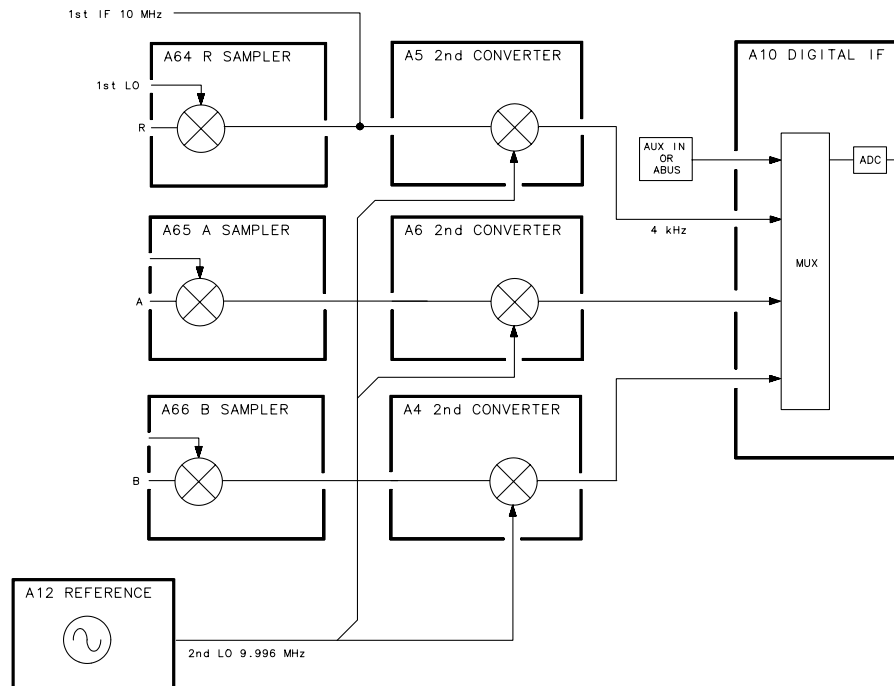 1st IF 10 MHz
A64 R SAMPLER
A5 2nd CONVERTER
A10 DIGITAL IF
1st LO
R
AUX IN
OR
ABUS
ADC
4 kHz
A65 A SAMPLER
A6 2nd CONVERTER
MUX
A
A66 B SAMPLER
A4 2nd CONVERTER
B
A12 REFERENCE
2nd LO 9.996 MHz